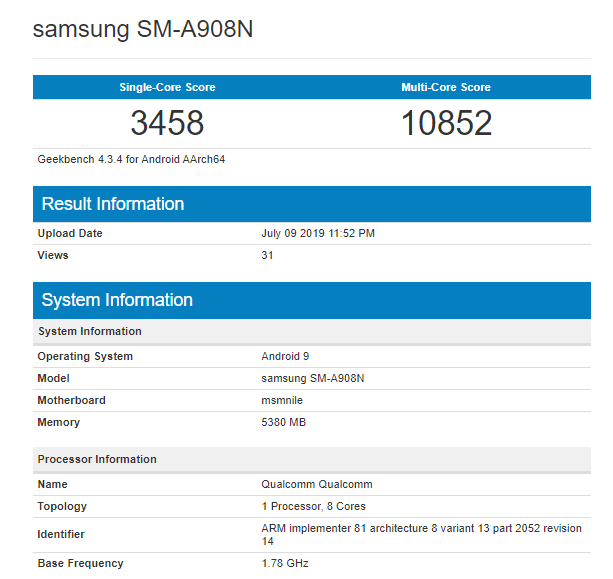 samsung SM-A908N
Single-Core Score Multi-Core Score
3458 10852
Geekbench 4.3.4 for Android AArch64
Result Information
Upload Date July 09 2019 11:52 PM
Views 31
System Information
System Information
Operating System Android 9
Model samsung SM-A908N
Motherboard msmnile
Memory 5380 MB
Processor Information
Name Qualcomm Qualcomm
Topology 1 Processor, 8 Cores
Identifier ARM implementer 81 architecture 8 variant 13 part 2052 revision
14
Base Frequency 1.78 GHz